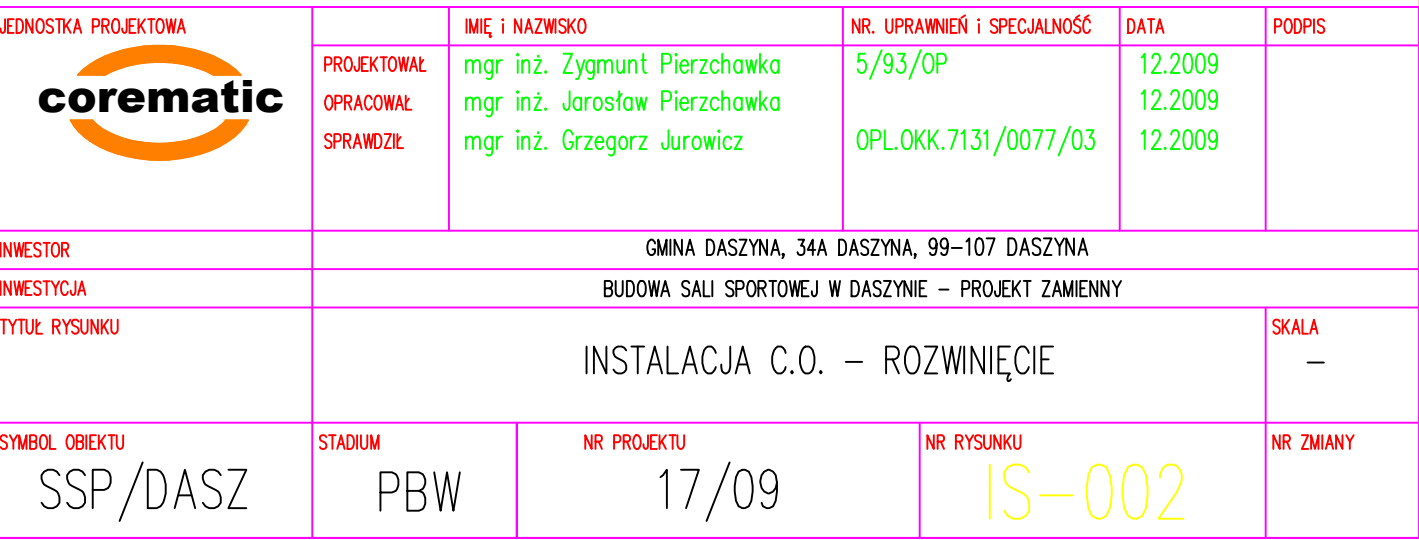 JEDNOSTKA PROJEKTOWA
corematic
IMIĘ i NAZWISKO
NR. UPRAWNIEŃ i SPECJALNOŚĆ
DATA
PODPIS
PROJEKTOWAŁ mgr inż. Zygmunt Pierzchawka 5/93/OP 12.2009
OPRACOWAŁ mgr inż. Jarosław Pierzchawka 12.2009
SPRAWDZIŁ mgr inż. Grzegorz Jurowicz OPL.OKK.7131/0077/03 12.2009
INWESTOR GMINA DASZYNA, 34A DASZYNA, 99-107 DASZYNA
INWESTYCJA BUDOWA SALI SPORTOWEJ W DASZYNIE - PROJEKT ZAMIENNY
TYTUŁ RYSUNKU
INSTALACJA C.O. - ROZWINIĘCIE
SKALA
-
SYMBOL OBIEKTU
SSP/DASZ
STADIUM
PBW
NR PROJEKTU
17/09
NR RYSUNKU
IS-002
NR ZMIANY